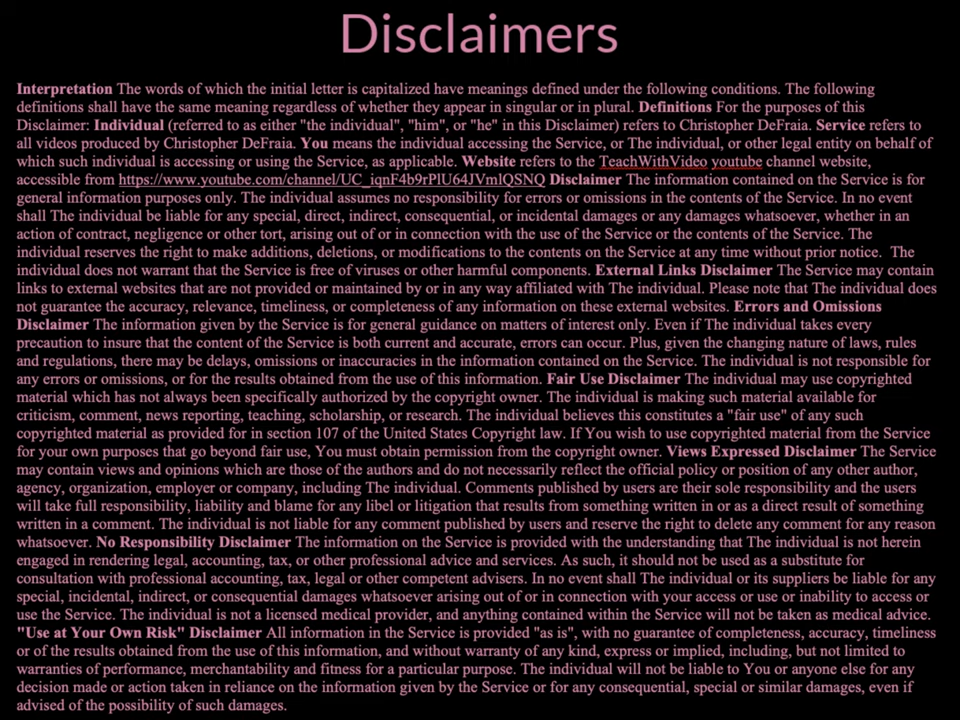 Disclaimers
Interpretation The words of which the initial letter is capitalized have meanings defined under the following conditions. The following
definitions shall have the same meaning regardless of whether they appear in singular or in plural. Definitions For the purposes of this
Disclaimer: Individual (referred to as either "the individual", "him", or "he" in this Disclaimer) refers to Christopher DeFraia. Service refers to
all videos produced by Christopher DeFraia. You means the individual accessing the Service, or The individual, or other legal entity on behalf of
which such individual is accessing or using the Service, as applicable. Website refers to the TeachWithVideo youtube channel website,
accessible from https://www.youtube.com/channel/UC_iqnF4b9rPlU64JVmlQSNQ Disclaimer The information contained on the Service is for
general information purposes only. The individual assumes no responsibility for errors or omissions in the contents of the Service. In no event
shall The individual be liable for any special, direct, indirect, consequential, or incidental damages or any damages whatsoever, whether in an
action of contract, negligence or other tort, arising out of or in connection with the use of the Service or the contents of the Service. The
individual reserves the right to make additions, deletions, or modifications to the contents on the Service at any time without prior notice. The
individual does not warrant that the Service is free of viruses or other harmful components. External Links Disclaimer The Service may contain
links to external websites that are not provided or maintained by or in any way affiliated with The individual. Please note that The individual does
not guarantee the accuracy, relevance, timeliness, or completeness of any information on these external websites. Errors and Omissions
Disclaimer The information given by the Service is for general guidance on matters of interest only. Even if The individual takes every
precaution to insure that the content of the Service is both current and accurate, errors can occur. Plus, given the changing nature of laws, rules
and regulations, there may be delays, omissions or inaccuracies in the information contained on the Service. The individual is not responsible for
any errors or omissions, or for the results obtained from the use of this information. Fair Use Disclaimer The individual may use copyrighted
material which has not always been specifically authorized by the copyright owner. The individual is making such material available for
criticism, comment, news reporting, teaching, scholarship, or research. The individual believes this constitutes a "fair use" of any such
copyrighted material as provided for in section 107 of the United States Copyright law. If You wish to use copyrighted material from the Service
for your own purposes that go beyond fair use, You must obtain permission from the copyright owner. Views Expressed Disclaimer The Service
may contain views and opinions which are those of the authors and do not necessarily reflect the official policy or position of any other author,
agency, organization, employer or company, including The individual. Comments published by users are their sole responsibility and the users
will take full responsibility, liability and blame for any libel or litigation that results from something written in or as a direct result of something
written in a comment. The individual is not liable for any comment published by users and reserve the right to delete any comment for any reason
whatsoever. No Responsibility Disclaimer The information on the Service is provided with the understanding that The individual is not herein
engaged in rendering legal, accounting, tax, or other professional advice and services. As such, it should not be used as a substitute for
consultation with professional accounting, tax, legal or other competent advisers. In no event shall The individual or its suppliers be liable for any
special, incidental, indirect, or consequential damages whatsoever arising out of or in connection with your access or use or inability to access or
use the Service. The individual is not a licensed medical provider, and anything contained within the Service will not be taken as medical advice.
"Use at Your Own Risk" Disclaimer All information in the Service is provided "as is", with no guarantee of completeness, accuracy, timeliness
or of the results obtained from the use of this information, and without warranty of any kind, express or implied, including, but not limited to
warranties of performance, merchantability and fitness for a particular purpose. The individual will not be liable to You or anyone else for any
decision made or action taken in reliance on the information given by the Service or for any consequential, special or similar damages, even if
advised of the possibility of such damages.